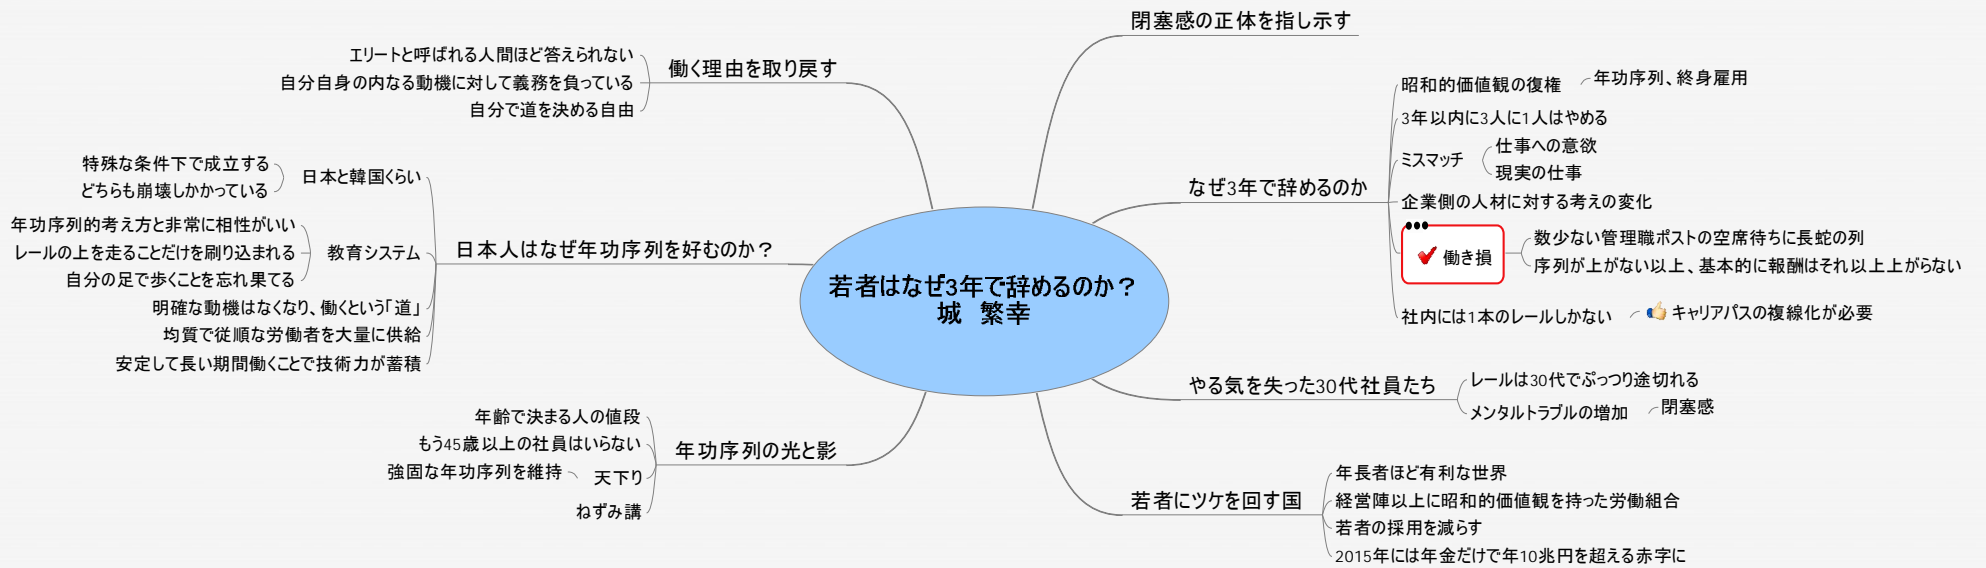 若者はなぜ3年で辞めるのか?
城　繁幸
閉塞感の正体を指し示す
なぜ3年で辞めるのか
昭和的価値観の復権
年功序列、終身雇用
3年以内に3人に1人はやめる
ミスマッチ
仕事への意欲
現実の仕事
企業側の人材に対する考えの変化
働き損
数少ない管理職ポストの空席待ちに長蛇の列
序列が上がない以上、基本的に報酬はそれ以上上がらない
社内には1本のレールしかない
キャリアパスの複線化が必要
やる気を失った30代社員たち
レールは30代でぷっつり途切れる
メンタルトラブルの増加
閉塞感
若者にツケを回す国
年長者ほど有利な世界
経営陣以上に昭和的価値観を持った労働組合
若者の採用を減らす
2015年には年金だけで年10兆円を超える赤字に
働く理由を取り戻す
エリートと呼ばれる人間ほど答えられない
自分自身の内なる動機に対して義務を負っている
自分で道を決める自由
日本人はなぜ年功序列を好むのか?
日本と韓国くらい
特殊な条件下で成立する
どちらも崩壊しかかっている
教育システム
年功序列的考え方と非常に相性がいい
レールの上を走ることだけを刷り込まれる
自分の足で歩くことを忘れ果てる
明確な動機はなくなり、働くという「道」
均質で従順な労働者を大量に供給
安定して長い期間働くことで技術力が蓄積
年功序列の光と影
年齢で決まる人の値段
もう45歳以上の社員はいらない
天下り
強固な年功序列を維持
ねずみ講